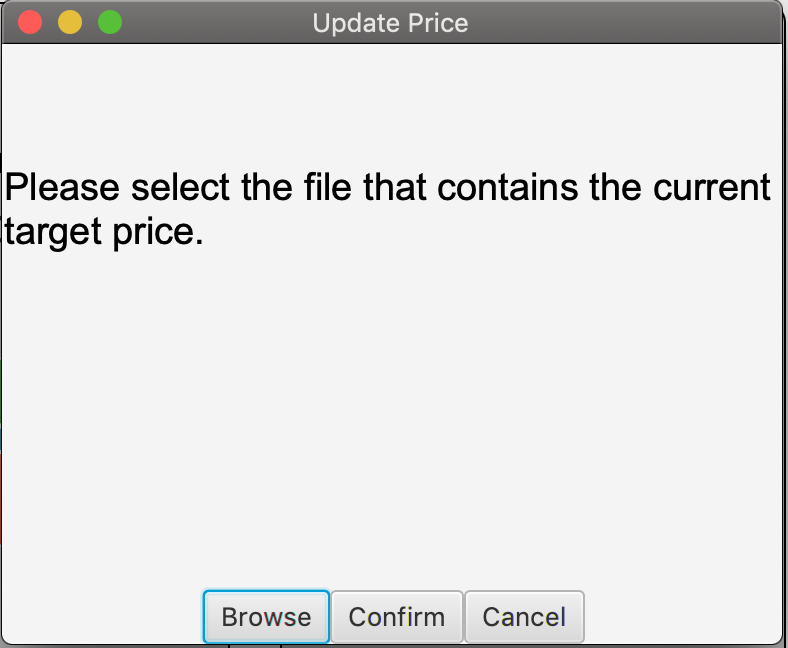 Update Price
Please select the file that contains the current
target price.
Browse Confirm Cancel